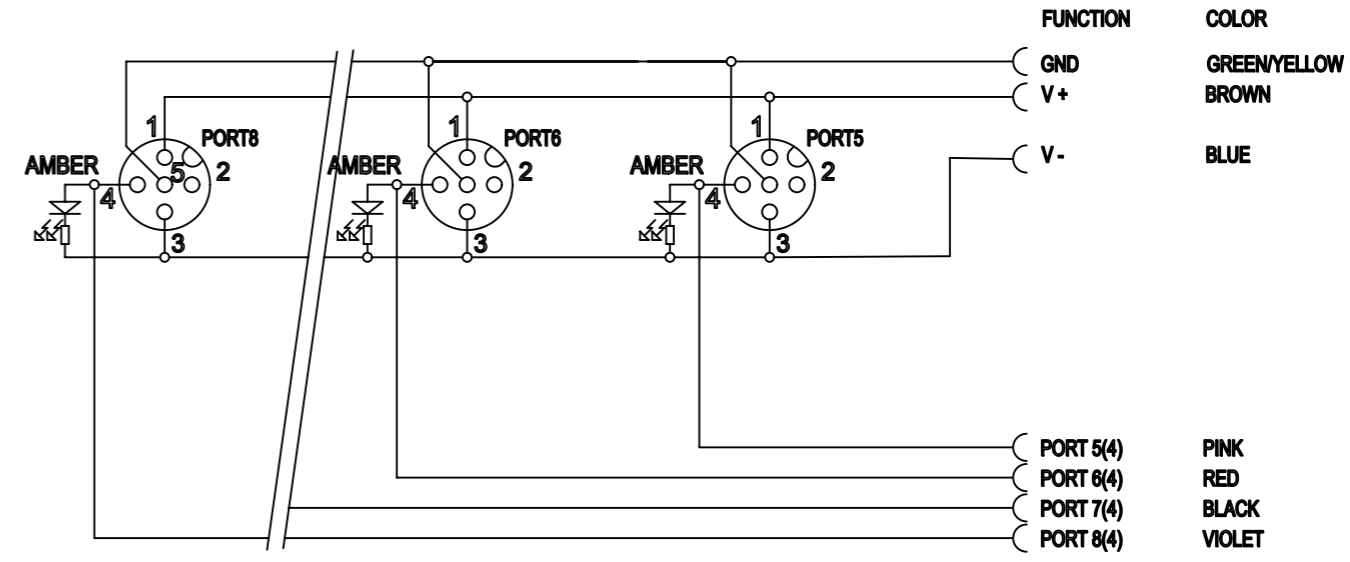 FUNCTION COLOR
GND GREEN/YELLOW
V + BROWN
1 PORT8 1 PORT6 1 PORT5
V - BLUE
AMBER 5 2 AMBER 2 AMBER 2
4 4 4
3 3 3
PORT 5(4) PINK
PORT 6(4) RED
PORT 7(4) BLACK
PORT 8(4) VIOLET